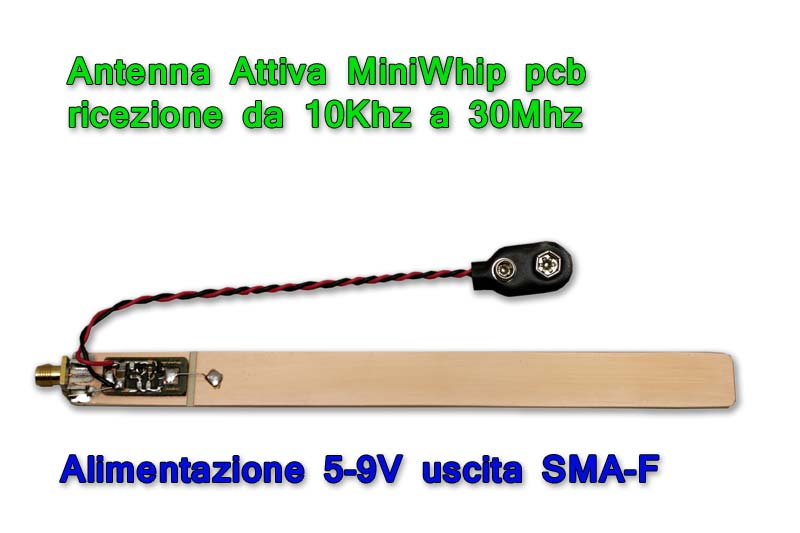 Antenna Attiva MiniWhip pcb
ricezione da 10Khz a 30Mhz
Alimentazione 5-9V uscita SMA-F